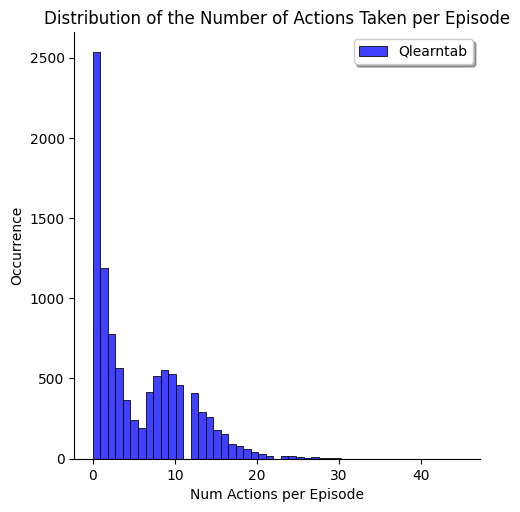 Distribution of the Number of Actions Taken per Episode
Qlearntab
2500
2000
1500
1000
500
0
Occurrence
0 10 20 30 40
Num Actions per Episode